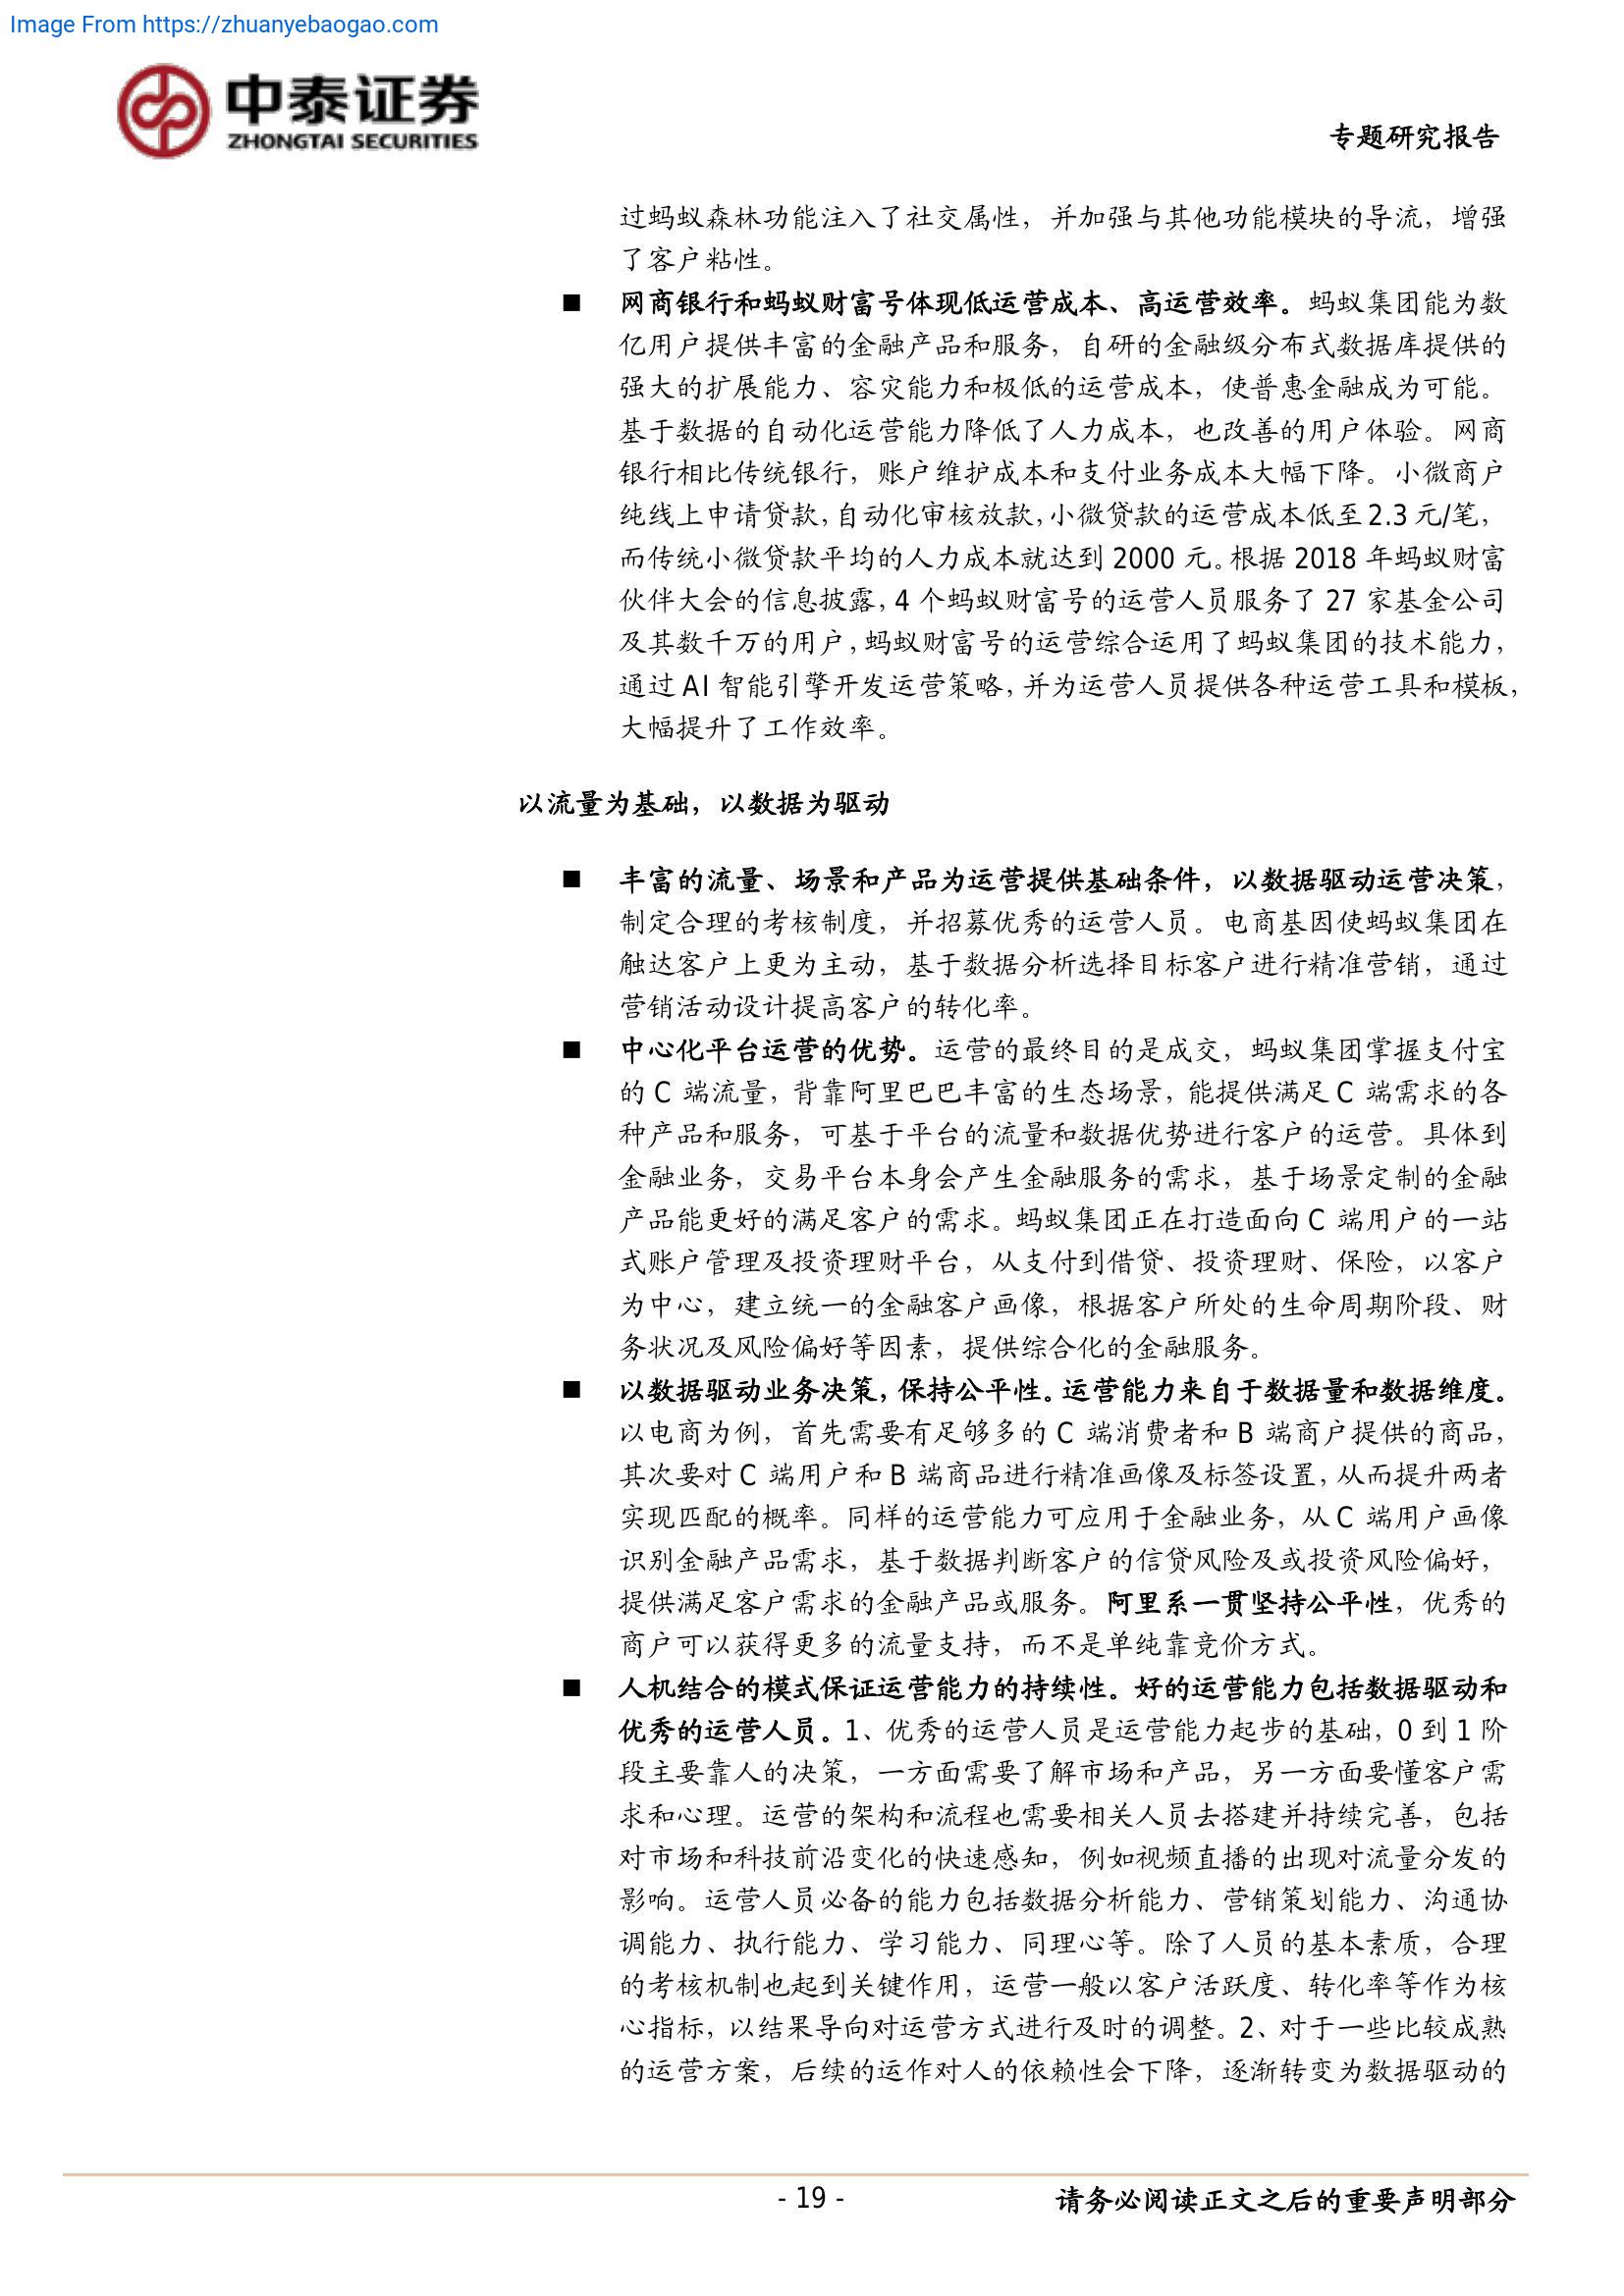 Image From https://zhuanyebaogao.com
中泰证券
ZHONGTAI SECURITIES
专题研究报告
过蚂蚁森林功能注入了社交属性，并加强与其他功能模块的导流，增强
了客户粘性。
■ 网商银行和蚂蚁财富号体现低运营成本、高运营效率。蚂蚁集团能为数
亿用户提供丰富的金融产品和服务，自研的金融级分布式数据库提供的
强大的扩展能力、容灾能力和极低的运营成本，使普惠金融成为可能。
基于数据的自动化运营能力降低了人力成本，也改善的用户体验。网商
银行相比传统银行，账户维护成本和支付业务成本大幅下降。小微商户
纯线上申请贷款，自动化审核放款，小微贷款的运营成本低至 2.3 元/笔，
而传统小微贷款平均的人力成本就达到 2000 元。根据 2018 年蚂蚁财富
伙伴大会的信息披露，4 个蚂蚁财富号的运营人员服务了 27 家基金公司
及其数千万的用户，蚂蚁财富号的运营综合运用了蚂蚁集团的技术能力，
通过 AI 智能引擎开发运营策略，并为运营人员提供各种运营工具和模板，
大幅提升了工作效率。
以流量为基础，以数据为驱动
■ 丰富的流量、场景和产品为运营提供基础条件，以数据驱动运营决策，
制定合理的考核制度，并招募优秀的运营人员。电商基因使蚂蚁集团在
触达客户上更为主动，基于数据分析选择目标客户进行精准营销，通过
营销活动设计提高客户的转化率。
■ 中心化平台运营的优势。运营的最终目的是成交，蚂蚁集团掌握支付宝
的 C 端流量，背靠阿里巴巴丰富的生态场景，能提供满足 C 端需求的各
种产品和服务，可基于平台的流量和数据优势进行客户的运营。具体到
金融业务，交易平台本身会产生金融服务的需求，基于场景定制的金融
产品能更好的满足客户的需求。蚂蚁集团正在打造面向 C 端用户的一站
式账户管理及投资理财平台，从支付到借贷、投资理财、保险，以客户
为中心，建立统一的金融客户画像，根据客户所处的生命周期阶段、财
务状况及风险偏好等因素，提供综合化的金融服务。
■ 以数据驱动业务决策，保持公平性。运营能力来自于数据量和数据维度。
以电商为例，首先需要有足够多的 C 端消费者和 B 端商户提供的商品，
其次要对 C 端用户和 B 端商品进行精准画像及标签设置，从而提升两者
实现匹配的概率。同样的运营能力可应用于金融业务，从 C 端用户画像
识别金融产品需求，基于数据判断客户的信贷风险及或投资风险偏好，
提供满足客户需求的金融产品或服务。阿里系一贯坚持公平性，优秀的
商户可以获得更多的流量支持，而不是单纯靠竞价方式。
■ 人机结合的模式保证运营能力的持续性。好的运营能力包括数据驱动和
优秀的运营人员。1、优秀的运营人员是运营能力起步的基础，0 到 1 阶
段主要靠人的决策，一方面需要了解市场和产品，另一方面要懂客户需
求和心理。运营的架构和流程也需要相关人员去搭建并持续完善，包括
对市场和科技前沿变化的快速感知，例如视频直播的出现对流量分发的
影响。运营人员必备的能力包括数据分析能力、营销策划能力、沟通协
调能力、执行能力、学习能力、同理心等。除了人员的基本素质，合理
的考核机制也起到关键作用，运营一般以客户活跃度、转化率等作为核
心指标，以结果导向对运营方式进行及时的调整。2、对于一些比较成熟
的运营方案，后续的运作对人的依赖性会下降，逐渐转变为数据驱动的
- 19 -
请务必阅读正文之后的重要声明部分